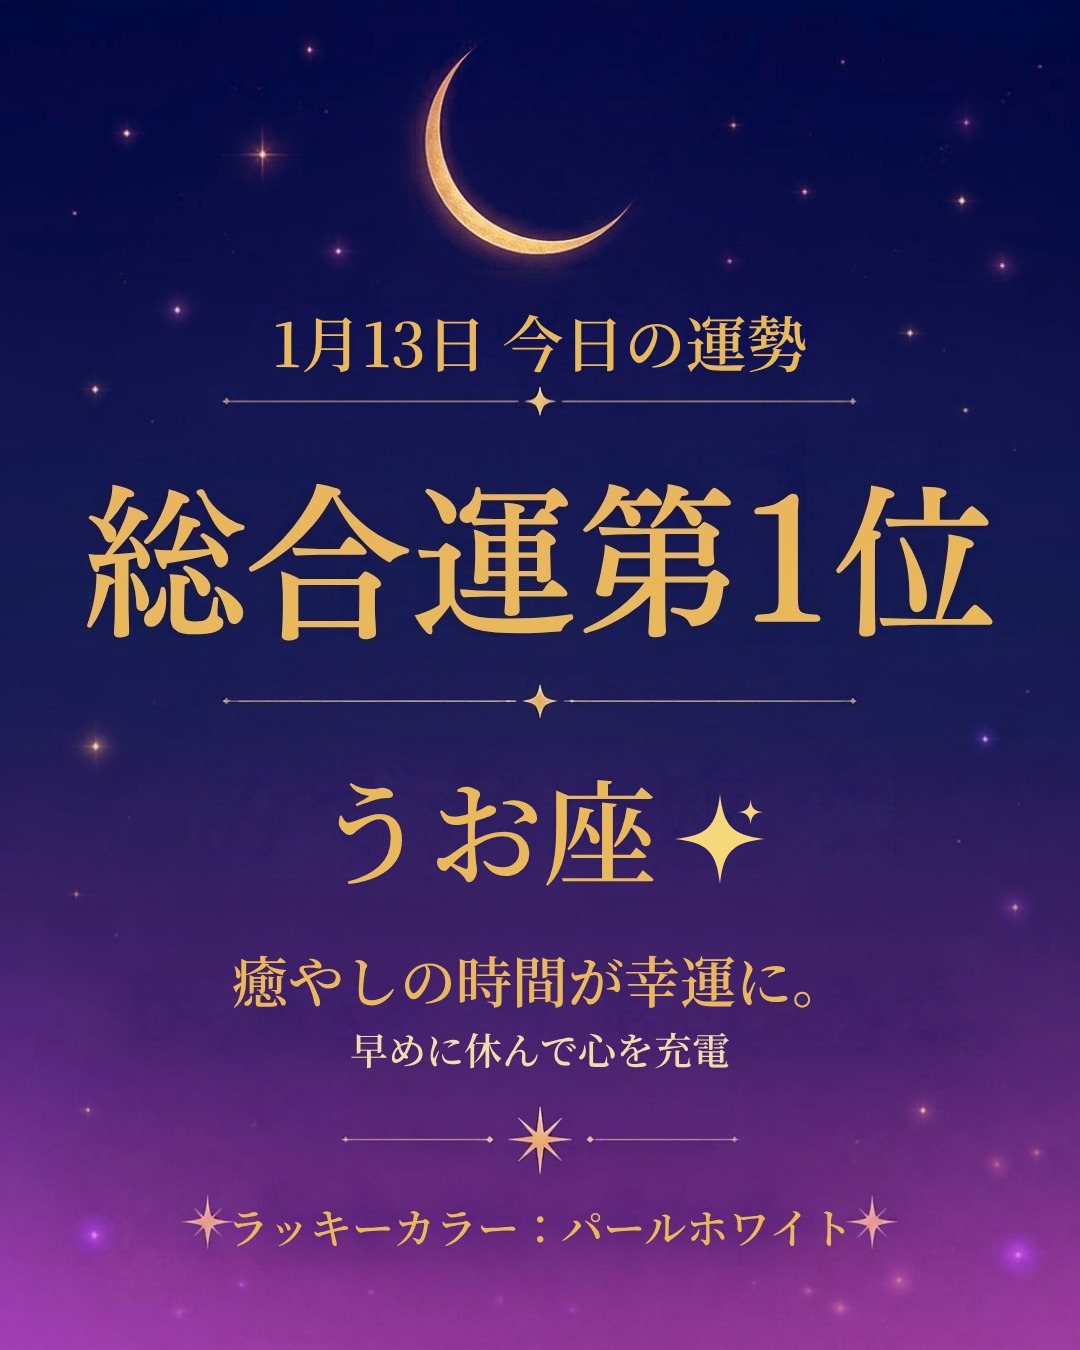 1月13日 今日の運勢
総合運第1位
うお座
癒やしの時間が幸運に。
早めに休んで心を充電
ラッキーカラー：パールホワイト